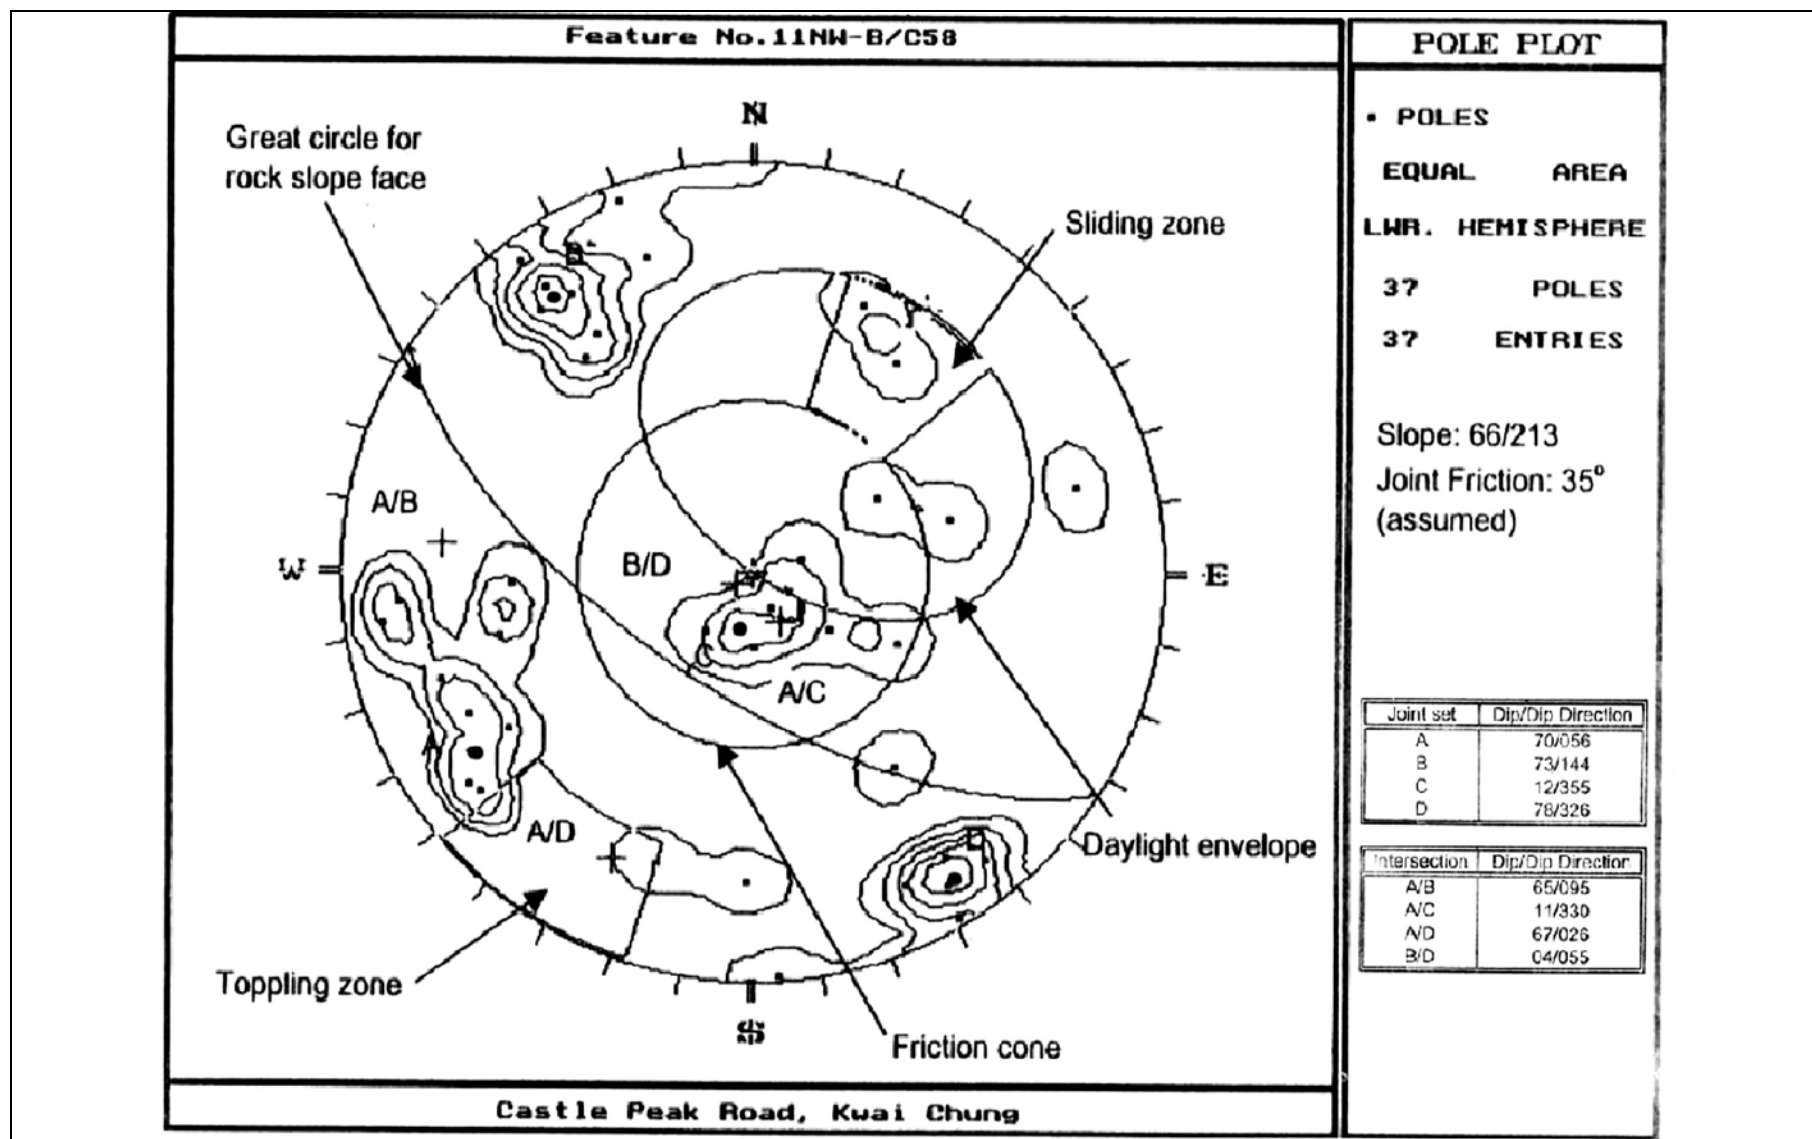 Feature No.11NW-B/C58
N
Great circle for
rock slope face
Sliding zone
B
A/B
B/D
W
E
C
A/C
A
A/D
D
Daylight envelope
Toppling zone
S
Friction cone
Castle Peak Road, Kwai Chung
POLE PLOT
POLES
EQUAL AREA
LWR. HEMISPHERE
37 POLES
37 ENTRIES
Slope: 66/213
Joint Friction: 35°
(assumed)
Joint set Dip/Dip Direction
A 70/056
B 73/144
C 12/355
D 78/326
Intersection Dip/Dip Direction
A/B 65/095
A/C 11/330
A/D 67/026
B/D 04/055